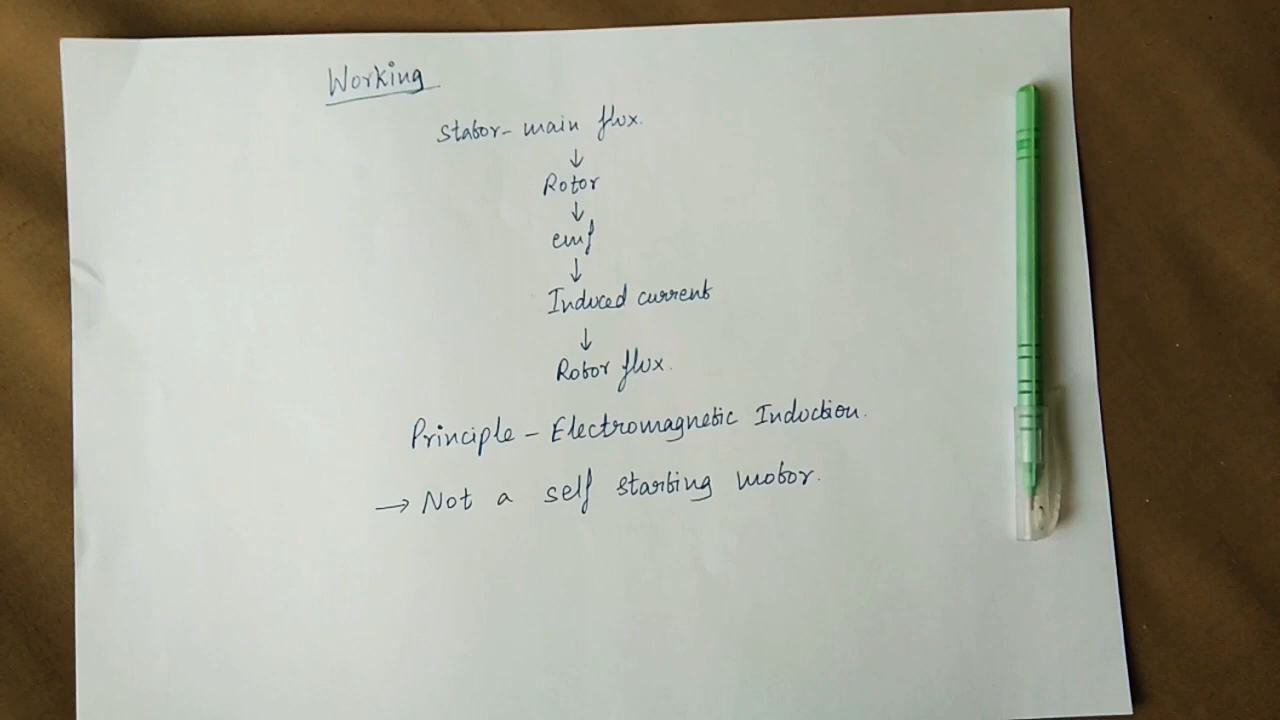 Working
Stator - main flux.
↓
Rotor
↓
emf
↓
Induced current
↓
Rotor flux.
Principle - Electromagnetic Induction.
→ Not a self starting motor.